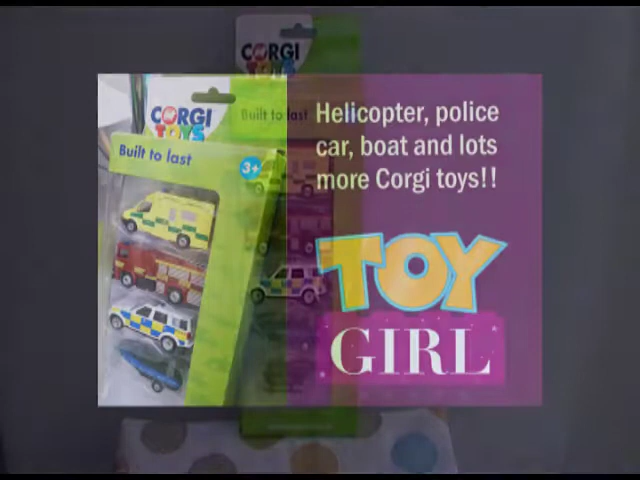 CORGI
TOYS
CORGI
TOYS
Built to last
Built to last
3+
Helicopter, police
car, boat and lots
more Corgi toys!!
TOY
GIRL